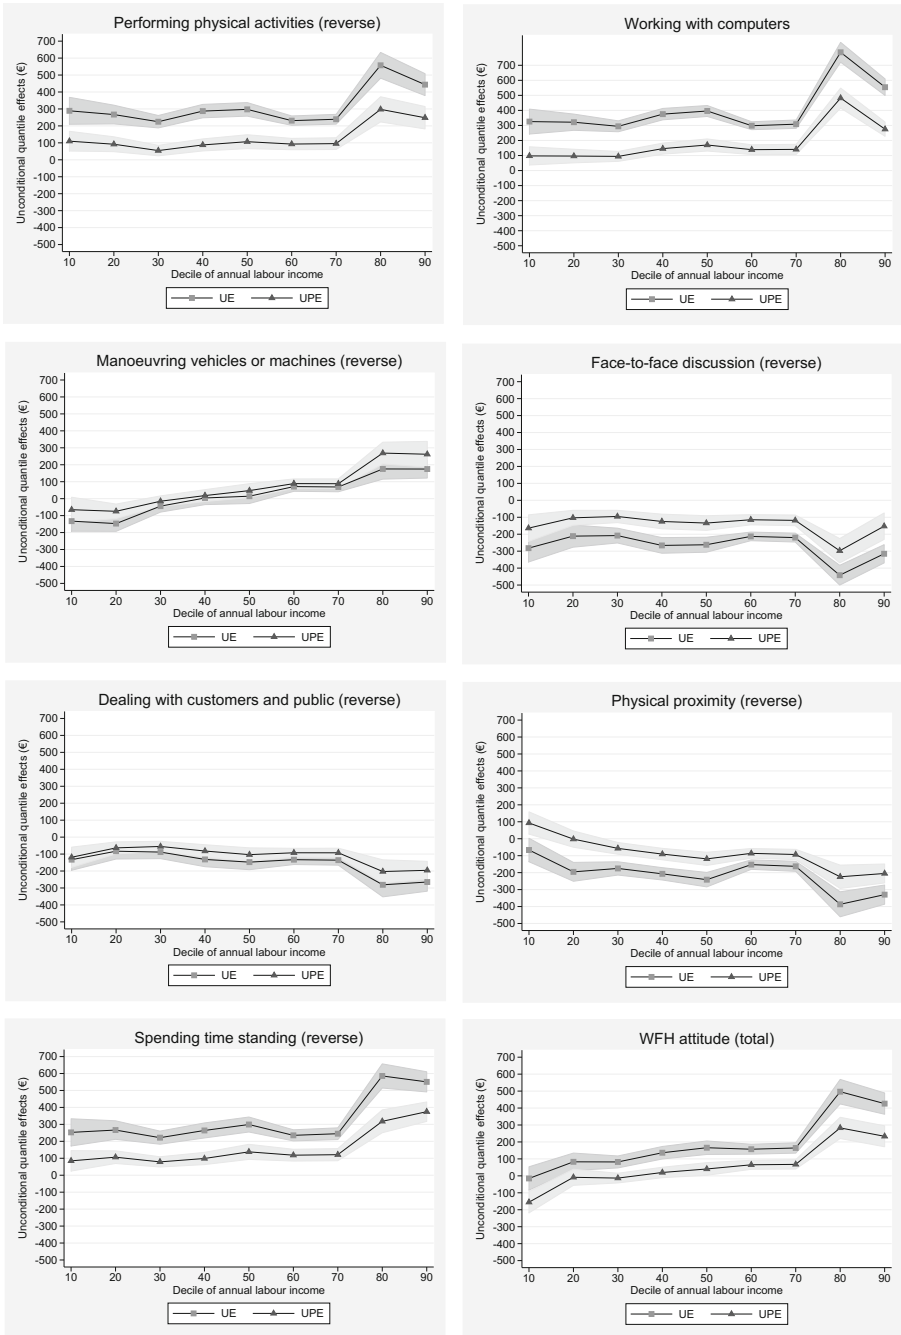 Performing physical activities (reverse)
Unconditional quantile effects (€)
700
600
500
400
300
200
100
0
-100
-200
-300
-400
-500
10 20 30 40 50 60 70 80 90
Decile of annual labour income
UE UPE
Working with computers
Unconditional quantile effects (€)
700
600
500
400
300
200
100
0
-100
-200
-300
-400
-500
10 20 30 40 50 60 70 80 90
Decile of annual labour income
UE UPE
Manoeuvring vehicles or machines (reverse)
Unconditional quantile effects (€)
700
600
500
400
300
200
100
0
-100
-200
-300
-400
-500
10 20 30 40 50 60 70 80 90
Decile of annual labour income
UE UPE
Face-to-face discussion (reverse)
Unconditional quantile effects (€)
700
600
500
400
300
200
100
0
-100
-200
-300
-400
-500
10 20 30 40 50 60 70 80 90
Decile of annual labour income
UE UPE
Dealing with customers and public (reverse)
Unconditional quantile effects (€)
700
600
500
400
300
200
100
0
-100
-200
-300
-400
-500
10 20 30 40 50 60 70 80 90
Decile of annual labour income
UE UPE
Physical proximity (reverse)
Unconditional quantile effects (€)
700
600
500
400
300
200
100
0
-100
-200
-300
-400
-500
10 20 30 40 50 60 70 80 90
Decile of annual labour income
UE UPE
Spending time standing (reverse)
Unconditional quantile effects (€)
700
600
500
400
300
200
100
0
-100
-200
-300
-400
-500
10 20 30 40 50 60 70 80 90
Decile of annual labour income
UE UPE
WFH attitude (total)
Unconditional quantile effects (€)
700
600
500
400
300
200
100
0
-100
-200
-300
-400
-500
10 20 30 40 50 60 70 80 90
Decile of annual labour income
UE UPE